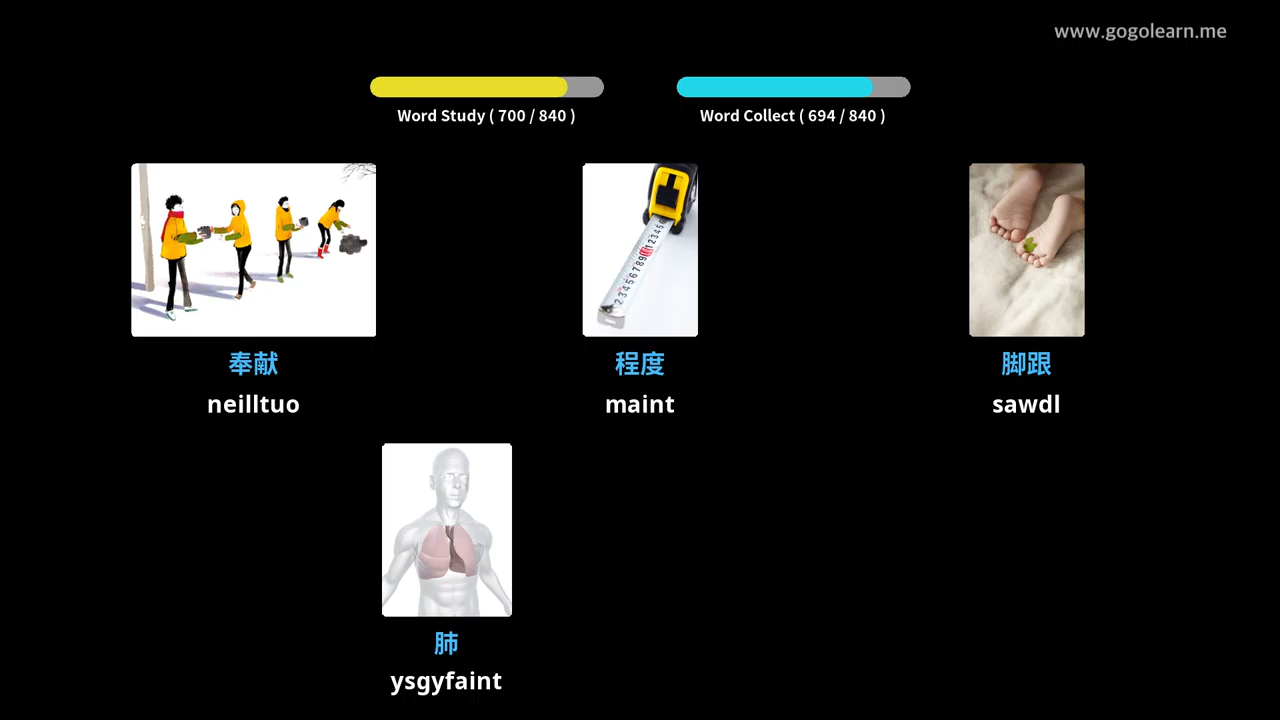 www.gogolearn.me
Word Study ( 700 / 840 )
Word Collect ( 694 / 840 )
奉献
neilltuo
程度
maint
脚跟
sawdl
肺
ysgyfaint